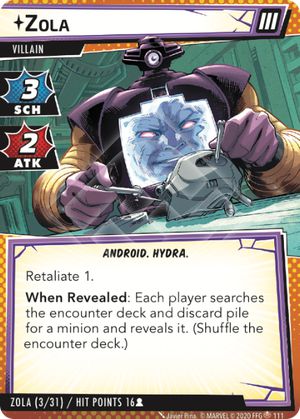 Zola
III
VILLAIN
3
SCH
2
ATK
ANDROID. HYDRA.
Retaliate 1.
When Revealed: Each player searches
the encounter deck and discard pile
for a minion and reveals it. (Shuffle the
encounter deck.)
ZOLA (3/31) / HIT POINTS 16
Javier Pina. © MARVEL © 2020 FFG 111